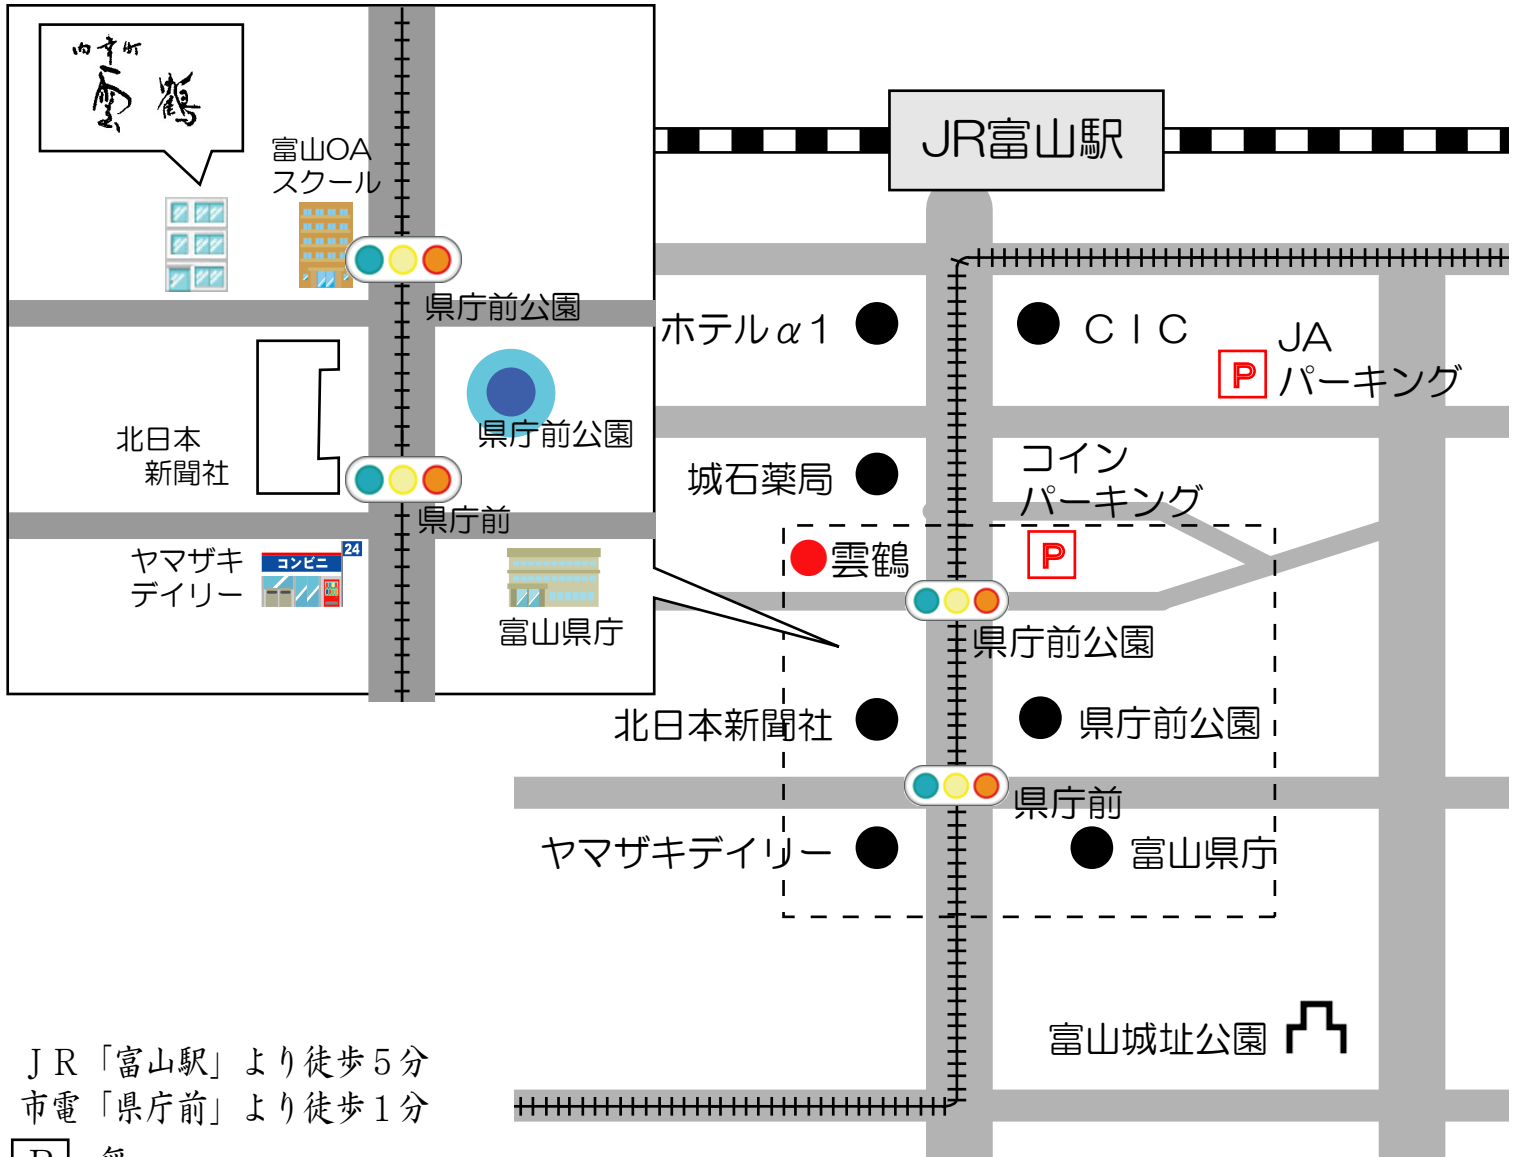 内幸町
雲鶴
富山OA
スクール
県庁前公園
県庁前公園
北日本
新聞社
県庁前
ヤマザキ
デイリー
コンビニ
24
富山県庁
JR富山駅
ホテルα1
CIC
P
JA
パーキング
城石薬局
コイン
パーキング
雲鶴
P
県庁前公園
北日本新聞社
県庁前公園
県庁前
ヤマザキデイリー
富山県庁
富山城址公園
JR「富山駅」より徒歩5分
市電「県庁前」より徒歩1分
P 無